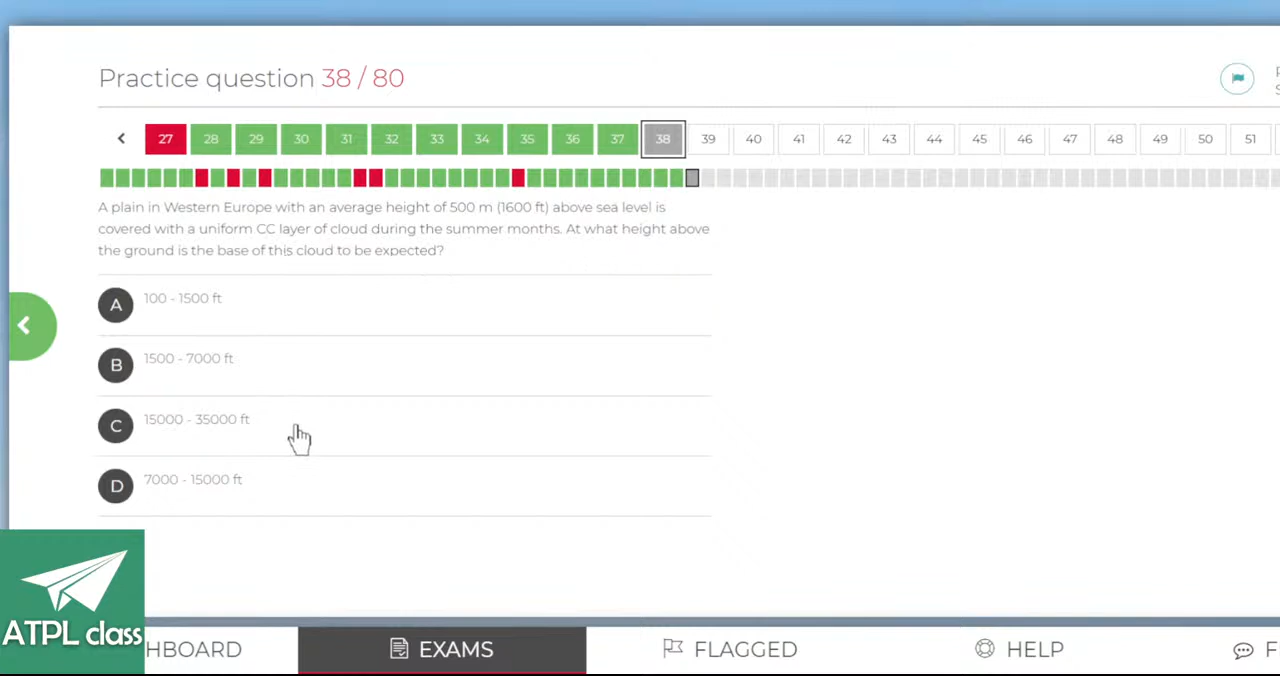 Practice question 38 / 80
27 28 29 30 31 32 33 34 35 36 37 38 39 40 41 42 43 44 45 46 47 48 49 50 51
A plain in Western Europe with an average height of 500 m (1600 ft) above sea level is
covered with a uniform CC layer of cloud during the summer months. At what height above
the ground is the base of this cloud to be expected?
A 100 - 1500 ft
B 1500 - 7000 ft
C 15000 - 35000 ft
D 7000 - 15000 ft
ATPL class
HBOARD EXAMS FLAGGED HELP